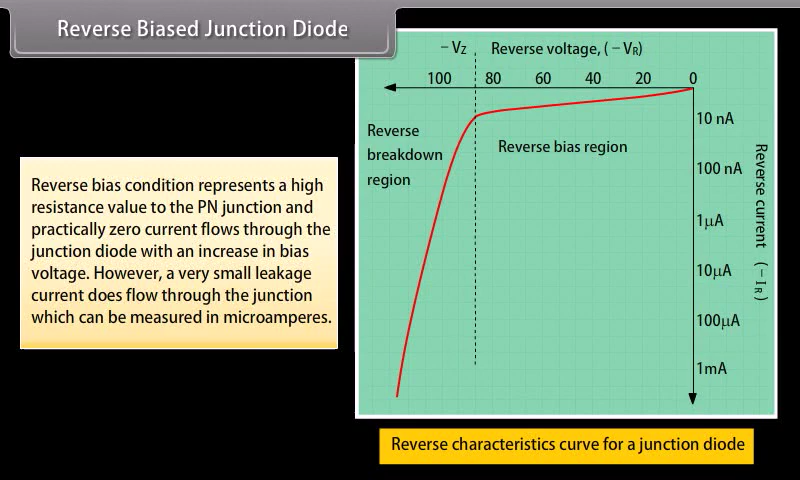 Reverse Biased Junction Diode
Reverse bias condition represents a high
resistance value to the PN junction and
practically zero current flows through the
junction diode with an increase in bias
voltage. However, a very small leakage
current does flow through the junction
which can be measured in microamperes.
– VZ
Reverse voltage, (– VR)
100 80 60 40 20 0
Reverse
breakdown
region
Reverse bias region
10 nA
100 nA
1µA
10µA
100µA
1mA
Reverse current (– IR)
Reverse characteristics curve for a junction diode